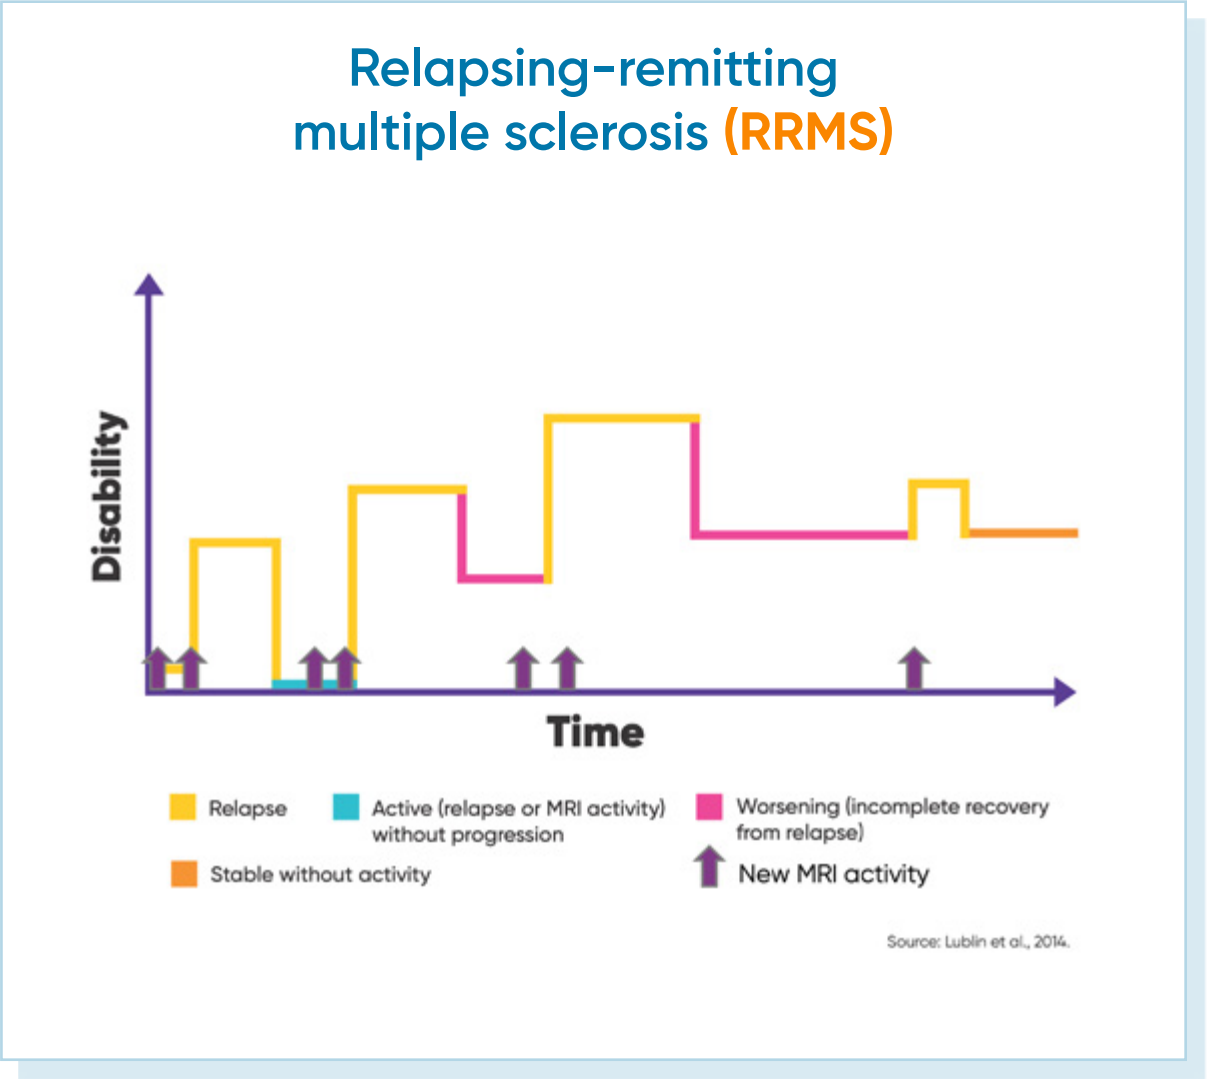 Relapsing-remitting
multiple sclerosis (RRMS)
Disability
Time
Relapse
Active (relapse or MRI activity)
without progression
Worsening (incomplete recovery
from relapse)
Stable without activity
New MRI activity
Source: Lublin et al., 2014.